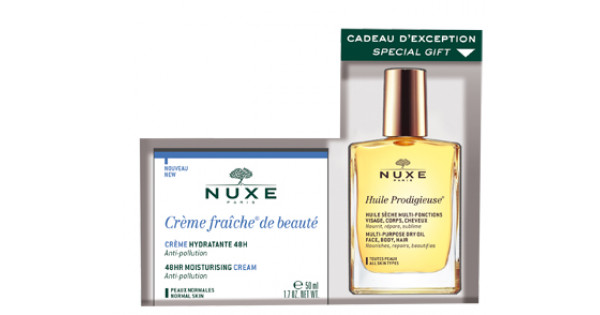 CADEAU D'EXCEPTION
SPECIAL GIFT
NOUVEAU
NEW
NUXE
PARIS
Crème fraîche® de beauté
CRÈME HYDRATANTE 48H
Anti-pollution
48HR MOISTURISING CREAM
Anti-pollution
PEAUX NORMALES
NORMAL SKIN
e 50ml
1.7 OZ. NET WT.
NUXE
PARIS
Huile Prodigieuse®
HUILE SÈCHE MULTI-FONCTIONS
VISAGE, CORPS, CHEVEUX
Nourrit, répare, sublime
MULTI-PURPOSE DRY OIL
FACE, BODY, HAIR
Nourishes, repairs, beautifies
TOUTES PEAUX
ALL SKIN TYPES